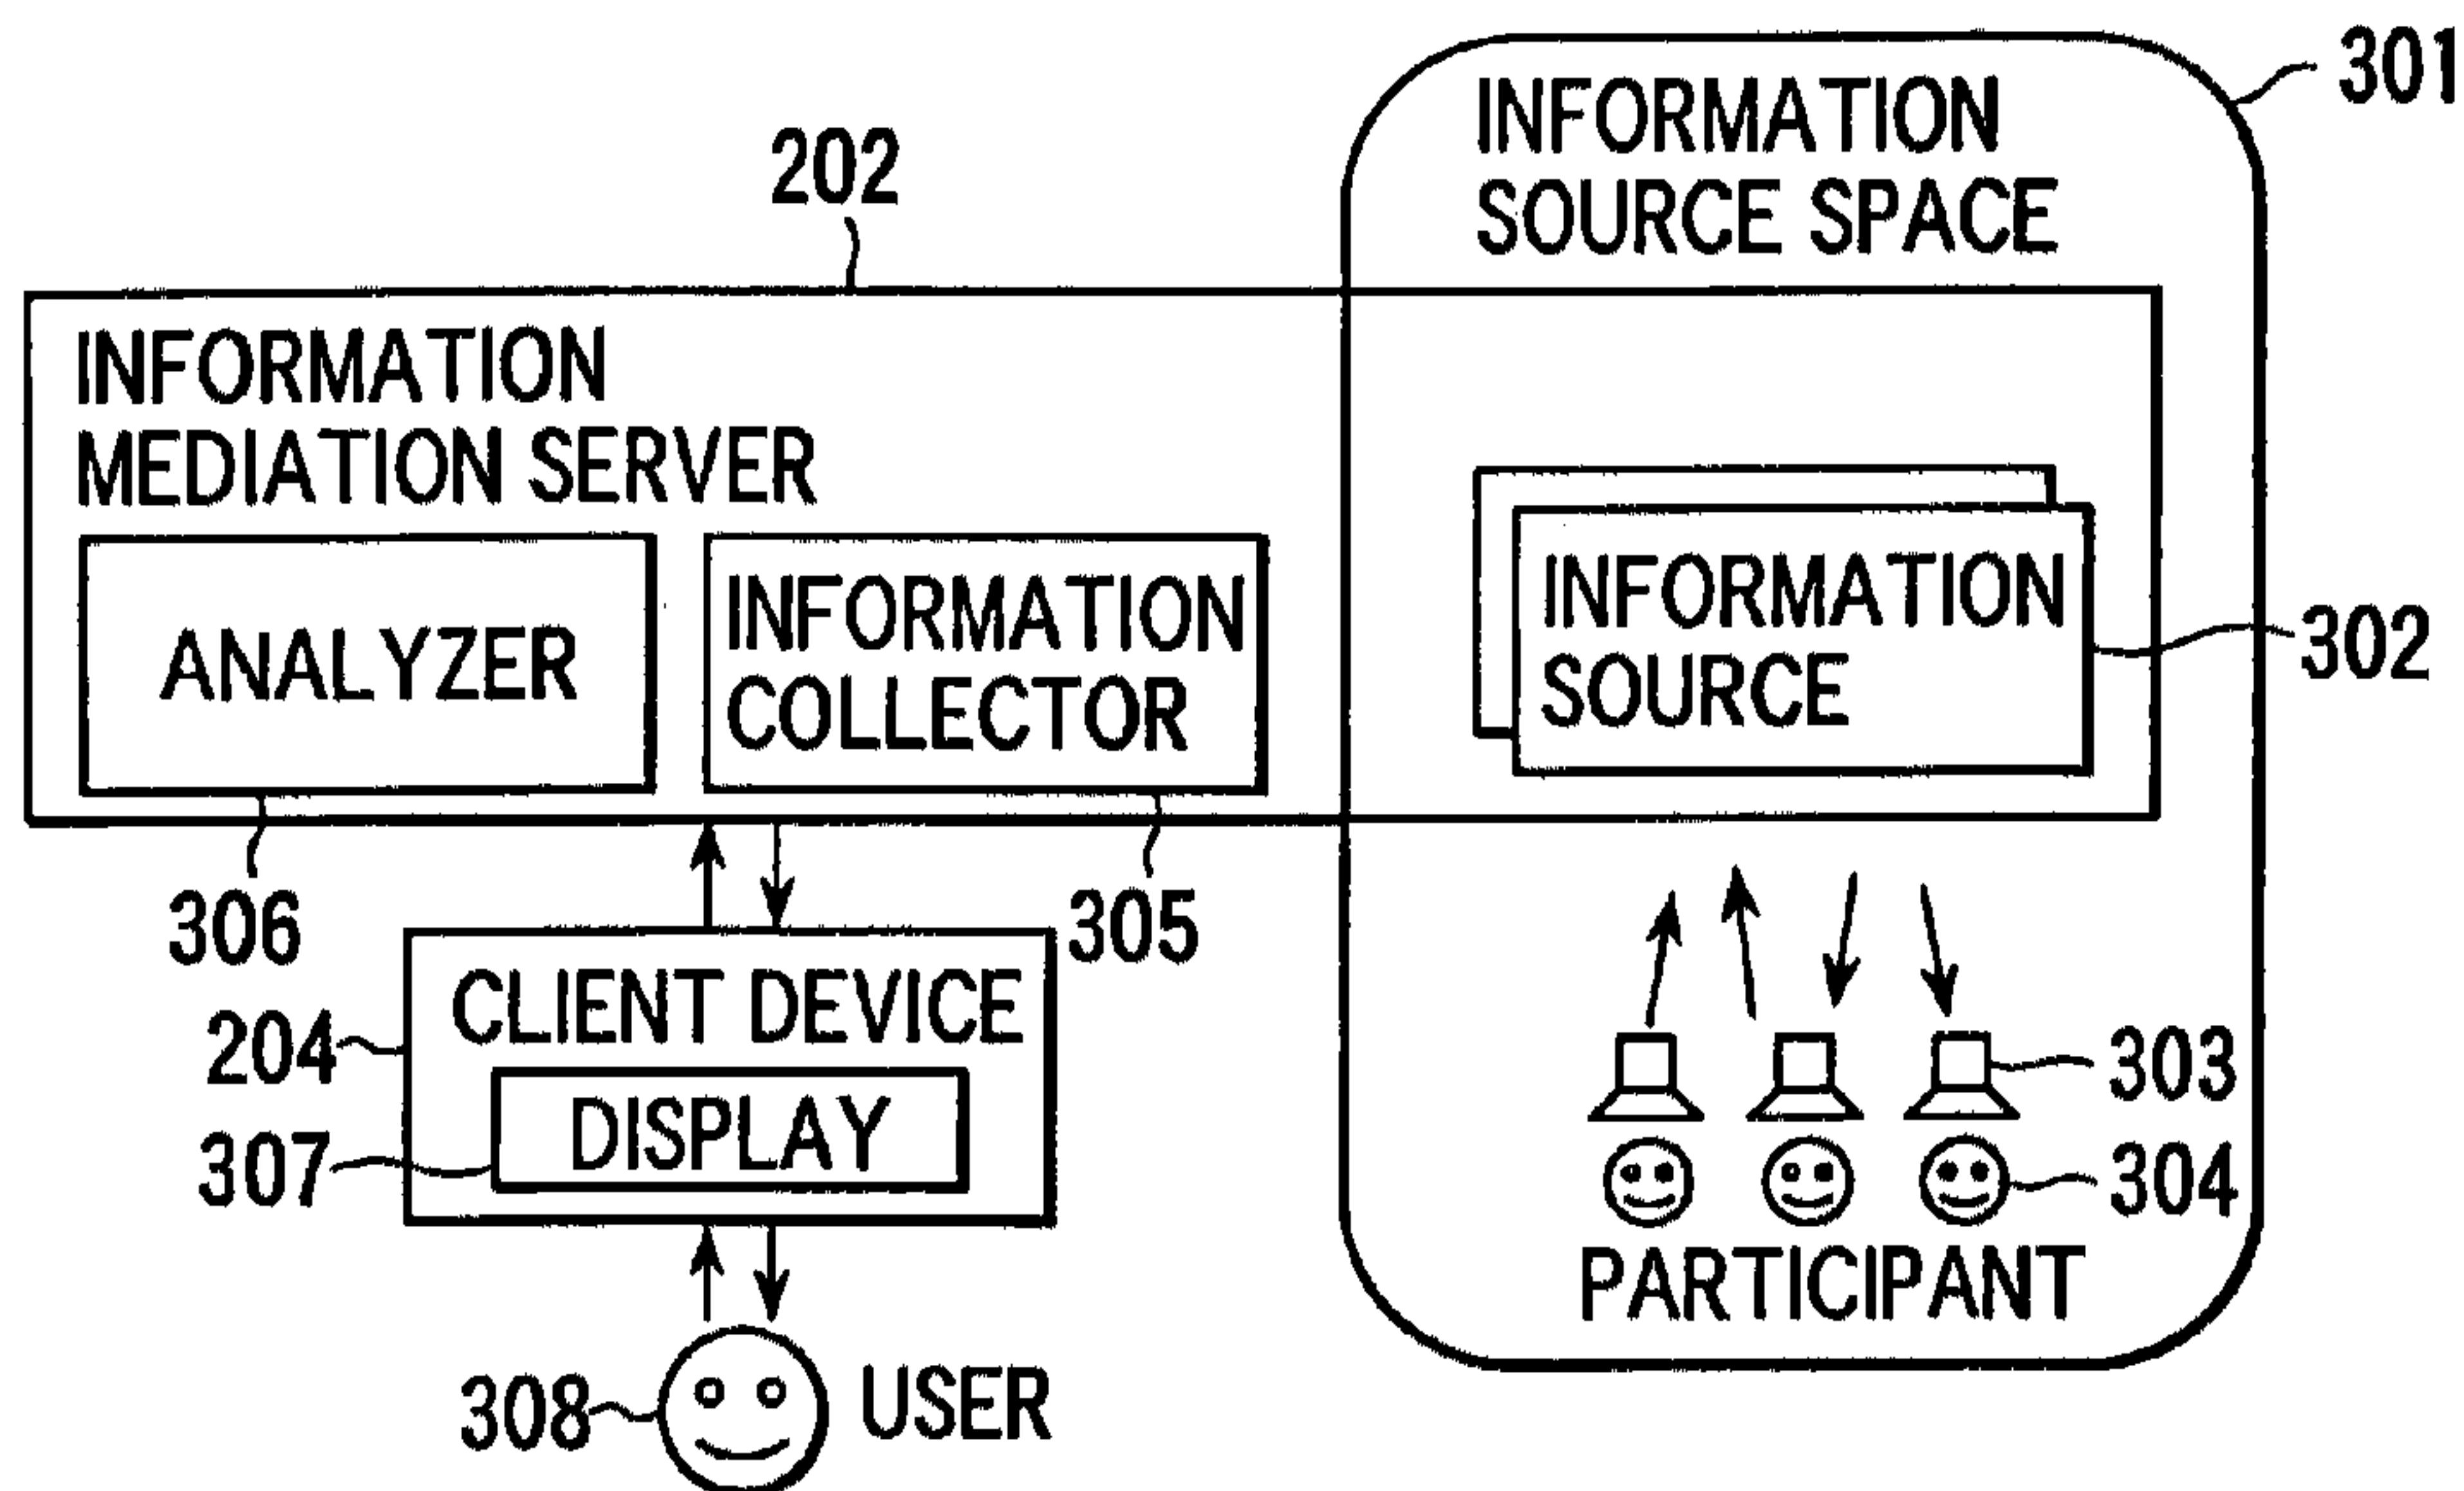 301
INFORMATION
SOURCE SPACE
202
INFORMATION
MEDIATION SERVER
ANALYZER
INFORMATION
COLLECTOR
INFORMATION
SOURCE
302
306
305
204
CLIENT DEVICE
303
307
DISPLAY
304
PARTICIPANT
308
USER